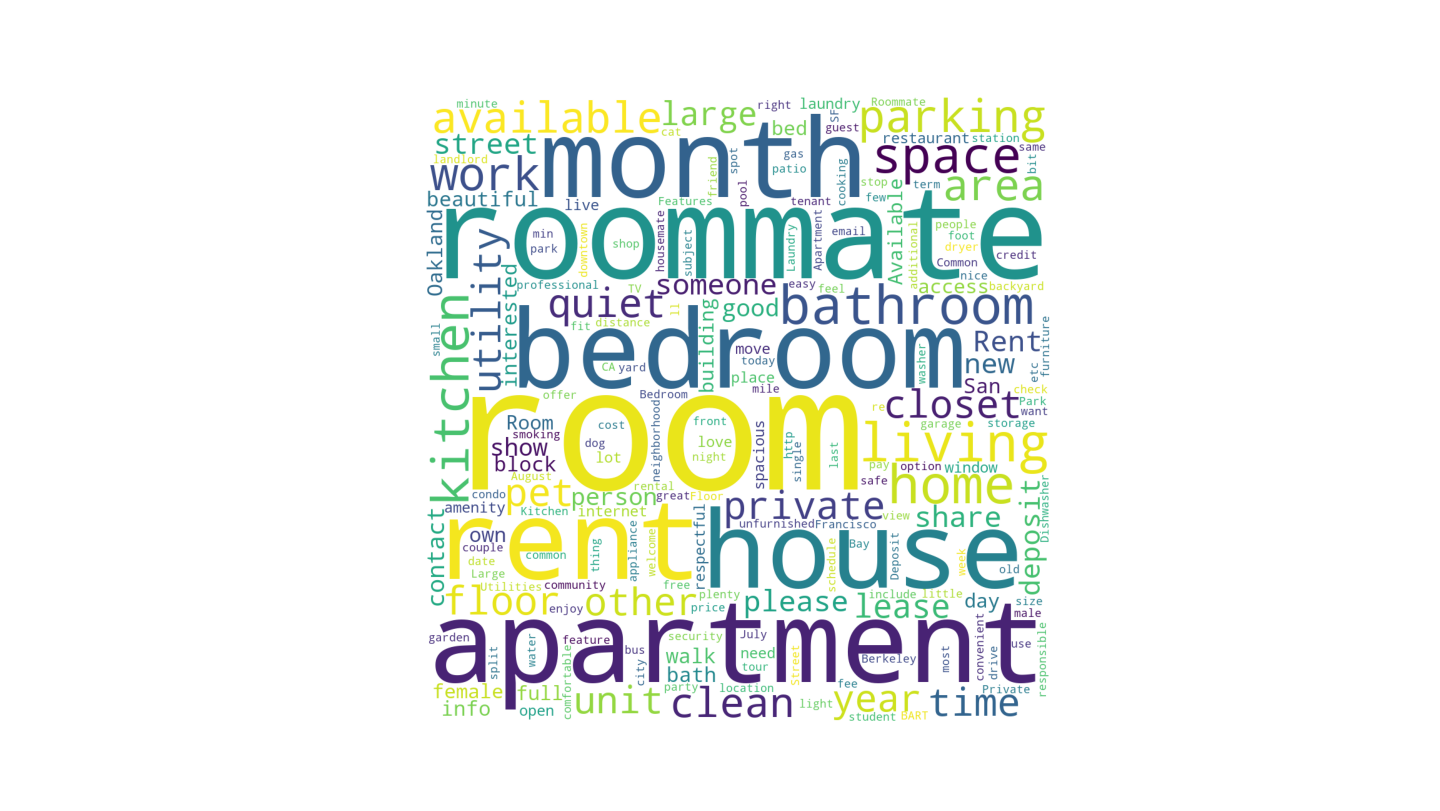 minute
cat
right
laundry
Roommate
available
large
bed
SF
guest
parking
street
restaurant
station
landlord
work
month
friend
spot
gas
patio
cooking
space
same
bit
beautiful
live
Features
pool
tenant
stop
few
term
area
Oakland
roommate
min
park
downtown
shop
housemate
subject
Laundry
Apartment
email
Available
additional
people
foot
dryer
Common
credit
nice
utility
interested
professional
TV
someone
easy
feel
access
backyard
quiet
fit
distance
ll
building
good
bathroom
small
kitchen
bedroom
CA
yard
move
today
place
mile
washer
Rent
new
etc
furniture
San
check
offer
Bedroom
re
closet
Park
want
garage
storage
Room
smoking
show
block
cost
dog
lot
neighborhood
room
front
love
night
spacious
http
single
last
living
pay
option
window
safe
August
condo
amenity
pet
person
rental
great
Floor
Kitchen
internet
private
home
deposit
Dishwasher
contact
own
couple
date
Large
rent
common
thing
appliance
welcome
respectful
unfurnished
Francisco
view
share
house
schedule
Bay
Deposit
week
old
Utilities
community
free
plenty
include
little
floor
enjoy
other
price
please
lease
day
size
male
apartment
garden
split
water
feature
bus
city
security
July
walk
need
tour
bath
Street
Berkeley
most
convenient
drive
use
responsible
female
full
comfortable
party
location
fee
Private
info
open
unit
clean
light
year
student
BART
time